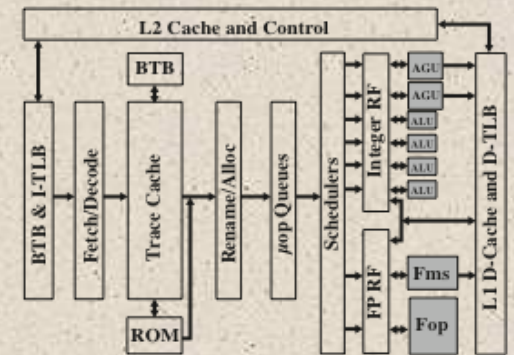 L2 Cache and Control
BTB
BTB & I-TLB
Fetch/Decode
Trace Cache
ROM
Rename/Alloc
µop Queues
Schedulers
Integer RF
FP RF
AGU
AGU
ALU
ALU
ALU
ALU
Fms
Fop
L1 D-Cache and D-TLB